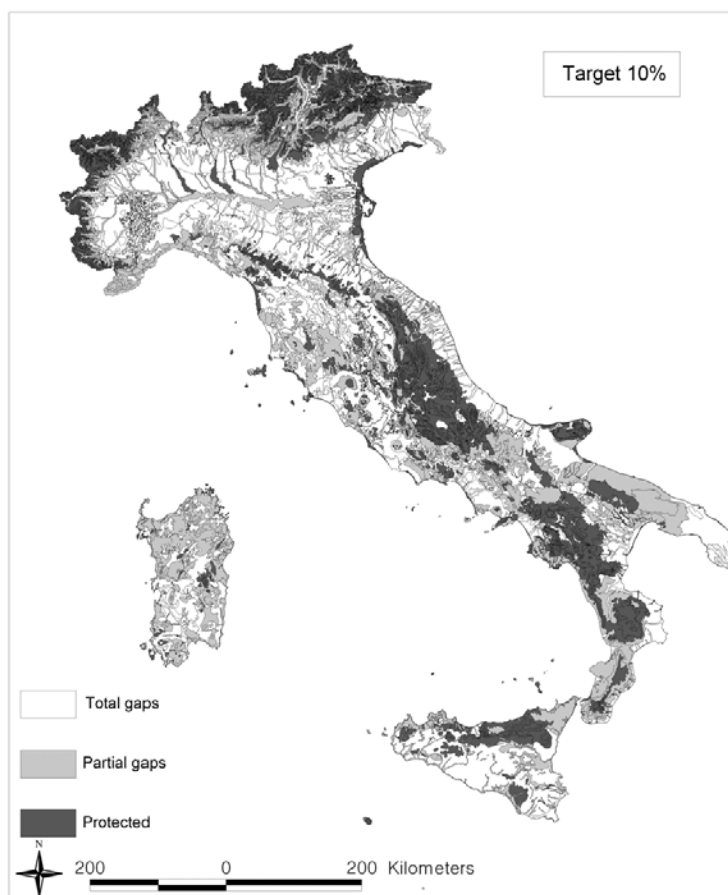 Target 10%
Total gaps
Partial gaps
Protected
N
200 0 200 Kilometers